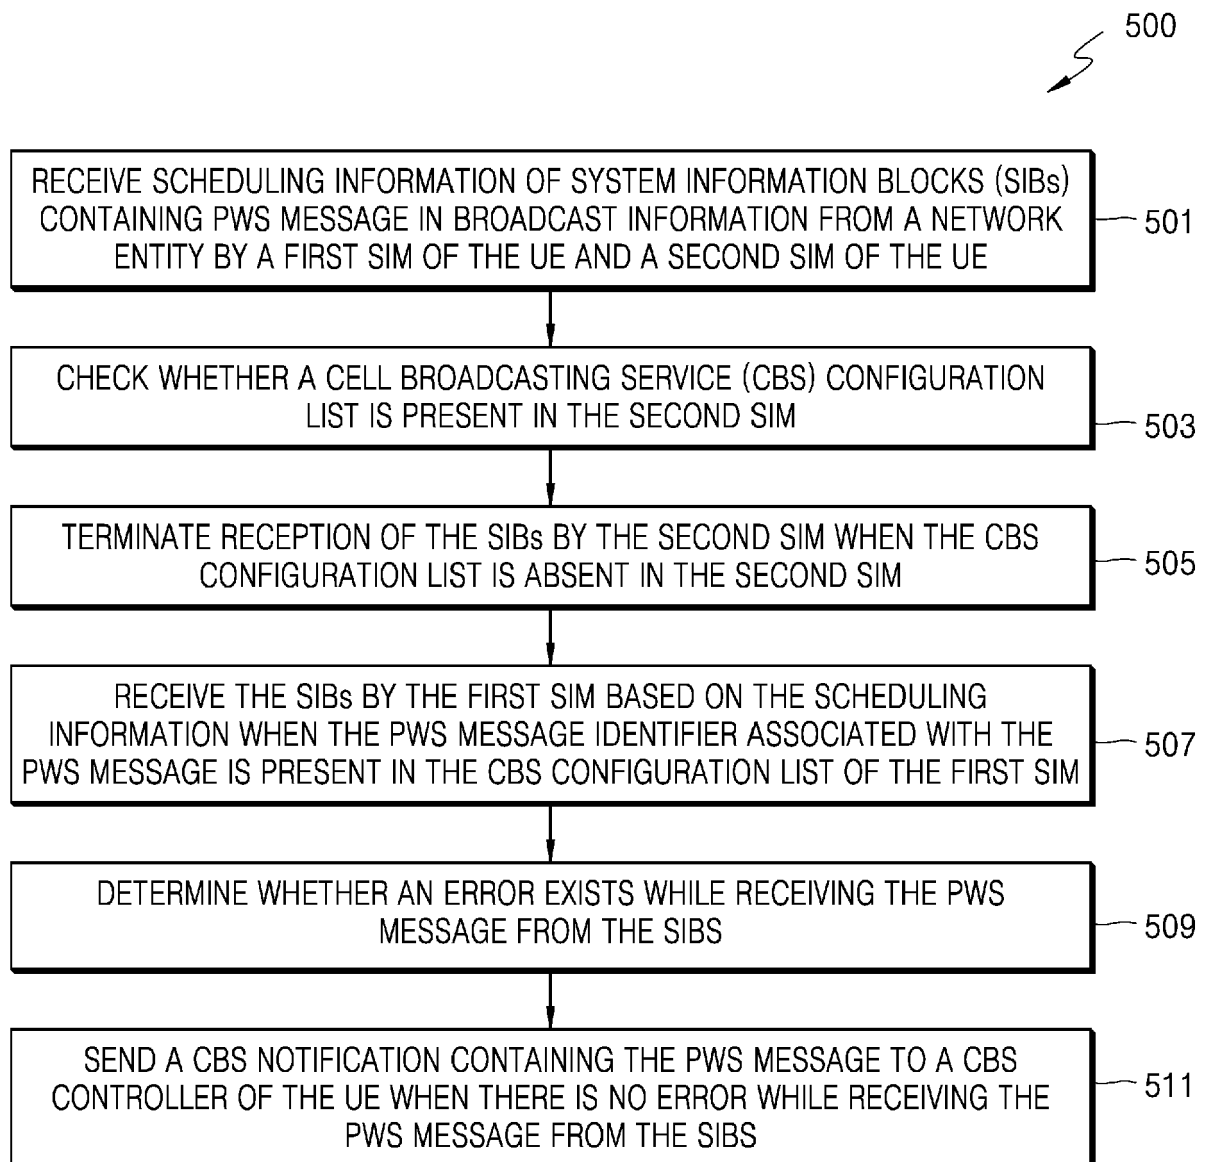 500
RECEIVE SCHEDULING INFORMATION OF SYSTEM INFORMATION BLOCKS (SIBs)
CONTAINING PWS MESSAGE IN BROADCAST INFORMATION FROM A NETWORK
ENTITY BY A FIRST SIM OF THE UE AND A SECOND SIM OF THE UE
501
CHECK WHETHER A CELL BROADCASTING SERVICE (CBS) CONFIGURATION
LIST IS PRESENT IN THE SECOND SIM
503
TERMINATE RECEPTION OF THE SIBs BY THE SECOND SIM WHEN THE CBS
CONFIGURATION LIST IS ABSENT IN THE SECOND SIM
505
RECEIVE THE SIBs BY THE FIRST SIM BASED ON THE SCHEDULING
INFORMATION WHEN THE PWS MESSAGE IDENTIFIER ASSOCIATED WITH THE
PWS MESSAGE IS PRESENT IN THE CBS CONFIGURATION LIST OF THE FIRST SIM
507
DETERMINE WHETHER AN ERROR EXISTS WHILE RECEIVING THE PWS
MESSAGE FROM THE SIBS
509
SEND A CBS NOTIFICATION CONTAINING THE PWS MESSAGE TO A CBS
CONTROLLER OF THE UE WHEN THERE IS NO ERROR WHILE RECEIVING THE
PWS MESSAGE FROM THE SIBS
511